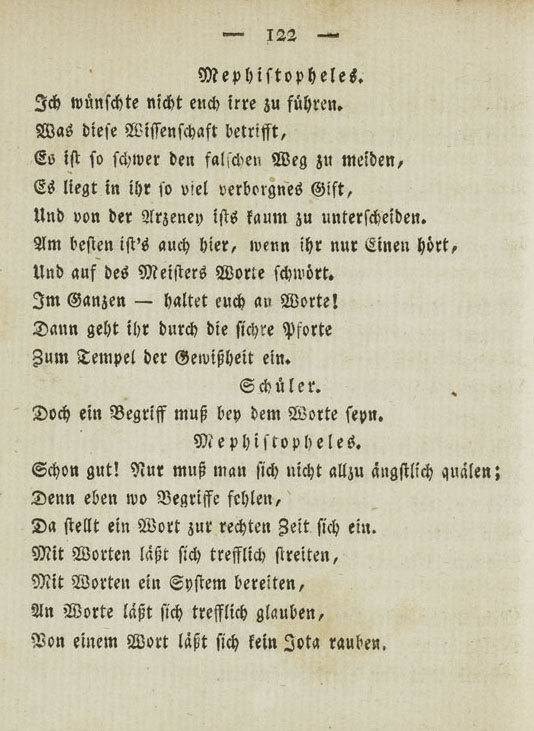 — 122 —
Mephistopheles.
Ich wünschte nicht euch irre zu führen.
Was diese Wissenschaft betrifft,
Es ist so schwer den falschen Weg zu meiden,
Es liegt in ihr so viel verborgnes Gift,
Und von der Arzeney ists kaum zu unterscheiden.
Am besten ist's auch hier, wenn ihr nur Einen hört,
Und auf des Meisters Worte schwört.
Im Ganzen — haltet euch an Worte!
Dann geht ihr durch die sichre Pforte
Zum Tempel der Gewißheit ein.
Schüler.
Doch ein Begriff muß bey dem Worte seyn.
Mephistopheles.
Schon gut! Nur muß man sich nicht allzu ängstlich quälen;
Denn eben wo Begriffe fehlen,
Da stellt ein Wort zur rechten Zeit sich ein.
Mit Worten läßt sich trefflich streiten,
Mit Worten ein System bereiten,
An Worte läßt sich trefflich glauben,
Von einem Wort läßt sich kein Jota rauben.